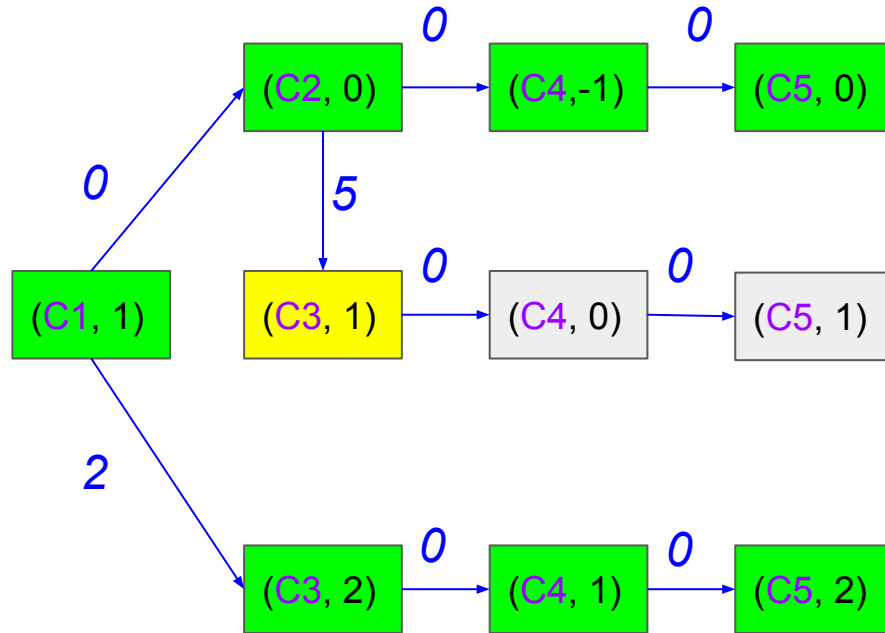 0
0
(C2, 0)
(C4,-1)
(C5, 0)
0
5
0
0
(C1, 1)
(C3, 1)
(C4, 0)
(C5, 1)
2
0
0
(C3, 2)
(C4, 1)
(C5, 2)